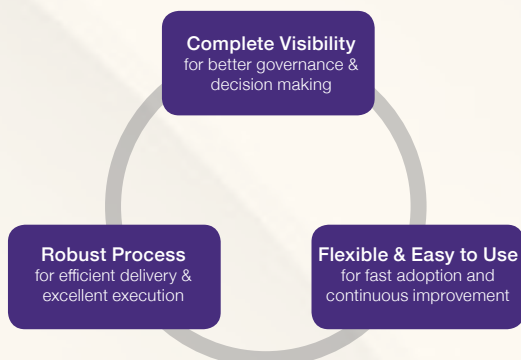 Complete Visibility
for better governance &
decision making
Robust Process
for efficient delivery &
excellent execution
Flexible & Easy to Use
for fast adoption and
continuous improvement